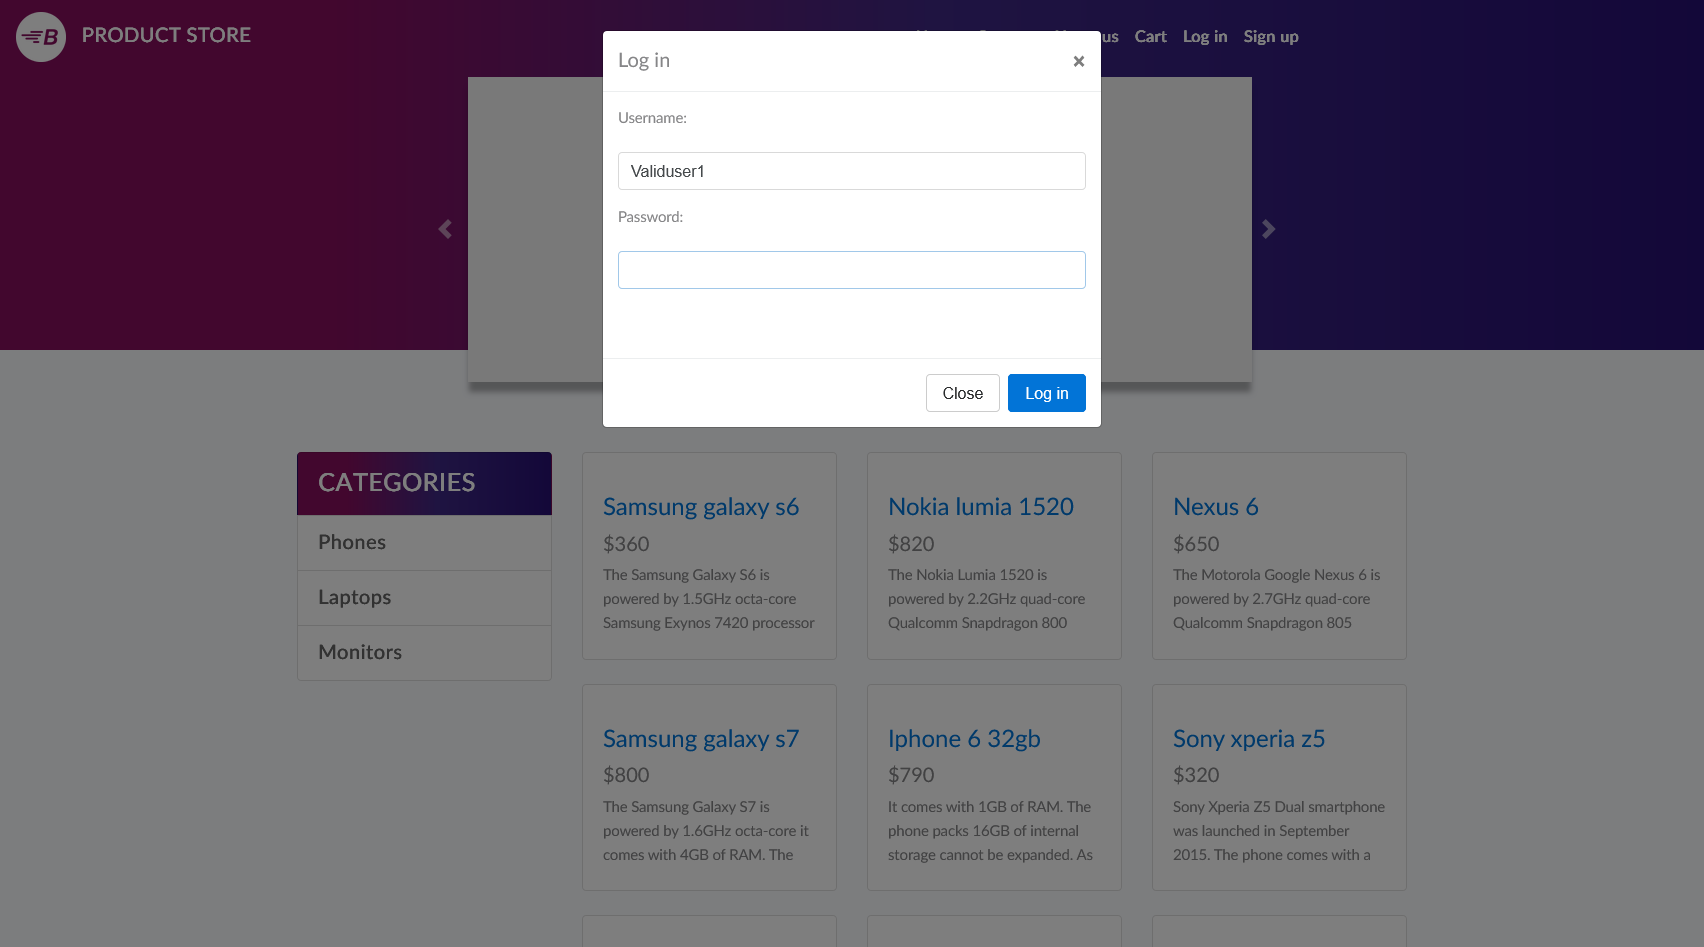 B PRODUCT STORE
us Cart Log in Sign up
Log in ×
Username:
Validuser1
Password:
Close Log in
CATEGORIES
Phones
Laptops
Monitors
Samsung galaxy s6
$360
The Samsung Galaxy S6 is
powered by 1.5GHz octa-core
Samsung Exynos 7420 processor
Nokia lumia 1520
$820
The Nokia Lumia 1520 is
powered by 2.2GHz quad-core
Qualcomm Snapdragon 800
Nexus 6
$650
The Motorola Google Nexus 6 is
powered by 2.7GHz quad-core
Qualcomm Snapdragon 805
Samsung galaxy s7
$800
The Samsung Galaxy S7 is
powered by 1.6GHz octa-core it
comes with 4GB of RAM. The
Iphone 6 32gb
$790
It comes with 1GB of RAM. The
phone packs 16GB of internal
storage cannot be expanded. As
Sony xperia z5
$320
Sony Xperia Z5 Dual smartphone
was launched in September
2015. The phone comes with a